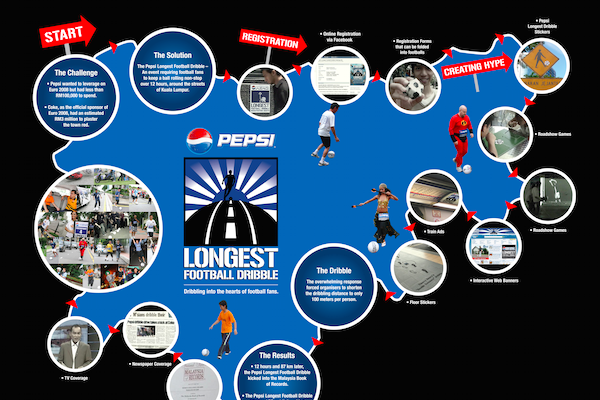 START
The Challenge
• Pepsi wanted to leverage on
Euro 2008 but had less than
RM100,000 to spend.
• Coke, as the official sponsor of
Euro 2008, had an estimated
RM3 million to plaster
the town red.
The Solution
The Pepsi Longest Football Dribble –
An event requiring football fans
to keep a ball rolling non-stop
over 12 hours, around the streets
of Kuala Lumpur.
REGISTRATION
• Online Registration
via Facebook
• Registration Forms
that can be folded
into footballs
CREATING HYPE
• Pepsi
Longest Dribble
Stickers
• Roadshow Games
• Roadshow Games
• Interactive Web Banners
• Train Ads
• Floor Stickers
PEPSI
LONGEST
FOOTBALL DRIBBLE
Dribbling into the hearts of football fans.
The Dribble
The overwhelming response
forced organisers to shorten
the dribbling distance to only
100 meters per person.
The Results
• 12 hours and 87 km later,
the Pepsi Longest Football Dribble
kicked into the Malaysia Book
of Records.
• The Pepsi Longest Football Dribble
• Newspaper Coverage
• TV Coverage